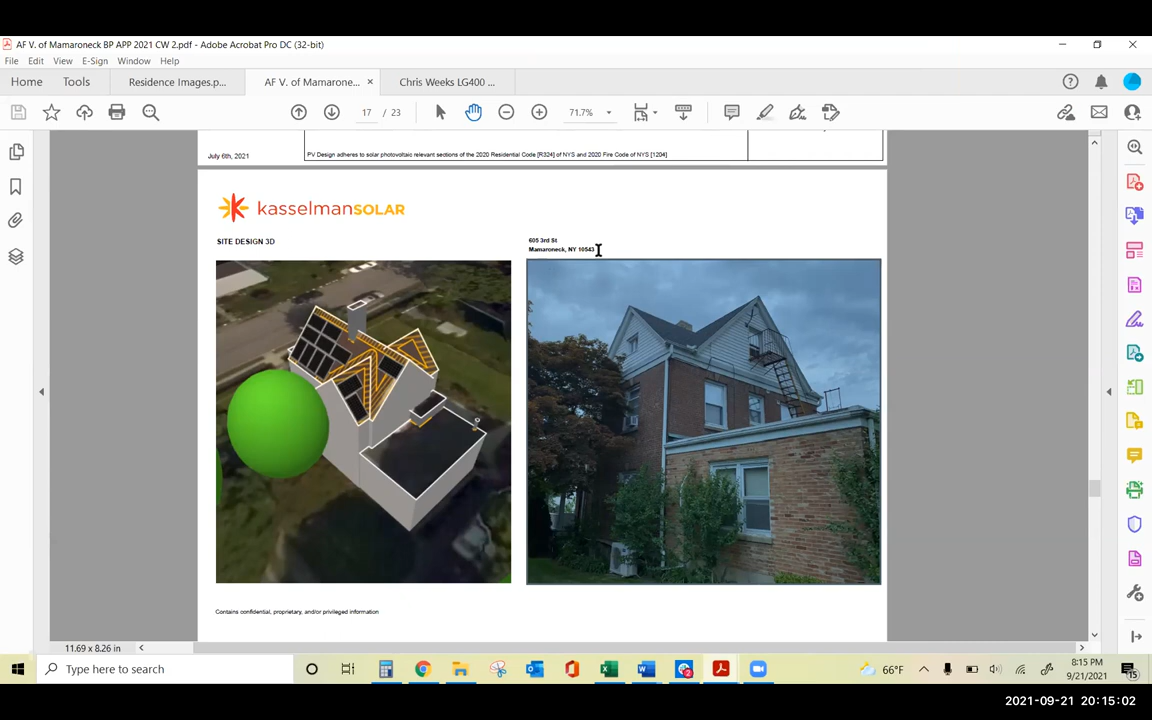 AF V. of Mamaroneck BP APP 2021 CW 2.pdf - Adobe Acrobat Pro DC (32-bit)
File Edit View E-Sign Window Help
Home Tools Residence Images.p... AF V. of Mamarone... × Chris Weeks LG400 ...
17 / 23 71.7%
July 6th, 2021
PV Design adheres to solar photovoltaic relevant sections of the 2020 Residential Code [R324] of NYS and 2020 Fire Code of NYS [1204]
kasselmanSOLAR
SITE DESIGN 3D
605 3rd St
Mamaroneck, NY 10543
Contains confidential, proprietary, and/or privileged information
11.69 x 8.26 in
Type here to search
66°F
8:15 PM
9/21/2021
15
2021-09-21 20:15:02